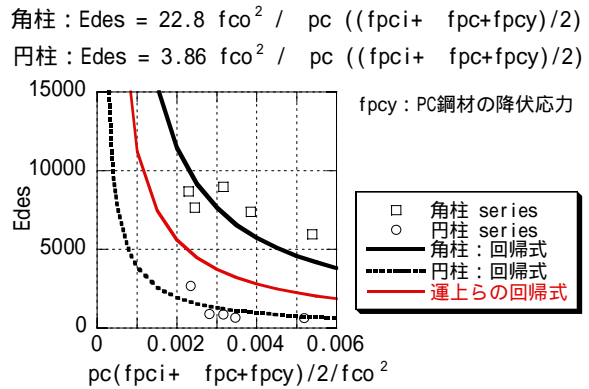 角柱：Edes = 22.8 fco² / pc ((fpci+ fpc+fpcy)/2)
円柱：Edes = 3.86 fco² / pc ((fpci+ fpc+fpcy)/2)
fpcy：PC鋼材の降伏応力
15000
10000
5000
0
Edes
0 0.002 0.004 0.006
pc(fpci+ fpc+fpcy)/2/fco²
角柱 series
円柱 series
角柱：回帰式
円柱：回帰式
運上らの回帰式